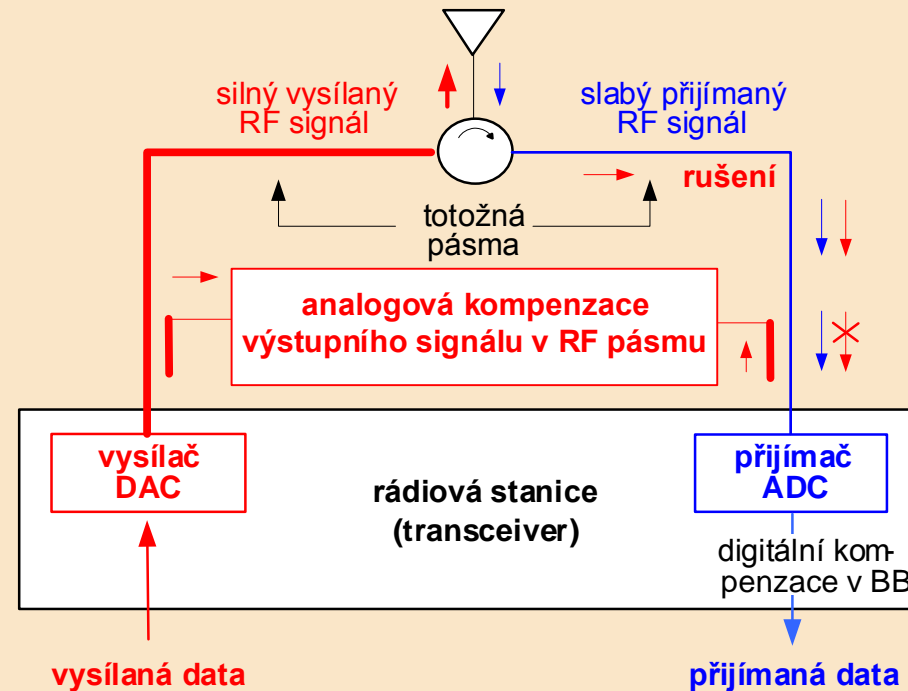 silný vysílaný
RF signál
slabý přijímaný
RF signál
rušení
totožná
pásma
analogová kompenzace
výstupního signálu v RF pásmu
vysílač
DAC
rádiová stanice
(transceiver)
přijímač
ADC
digitální kom-
penzace v BB
vysílaná data
přijímaná data